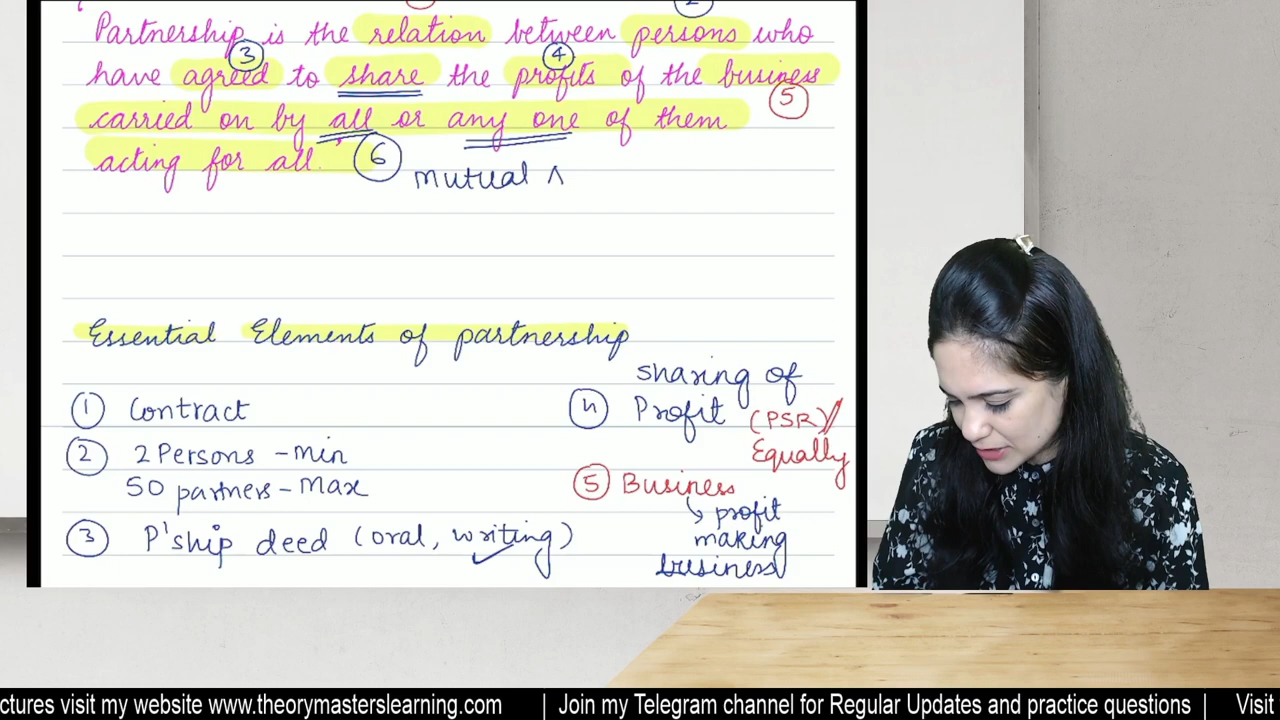 Partnership is the relation between persons who
③ ④
have agreed to share the profits of the business
⑤
carried on by all or any one of them
acting for all. ⑥
mutual
Essential Elements of partnership
① Contract
② 2 Persons - min
50 partners - Max
③ P'ship deed (oral, writing)
sharing of
④ Profit (PSR)/
Equally
⑤ Business
↳ profit
making
business
ctures visit my website www.theorymasterslearning.com | Join my Telegram channel for Regular Updates and practice questions | Visit